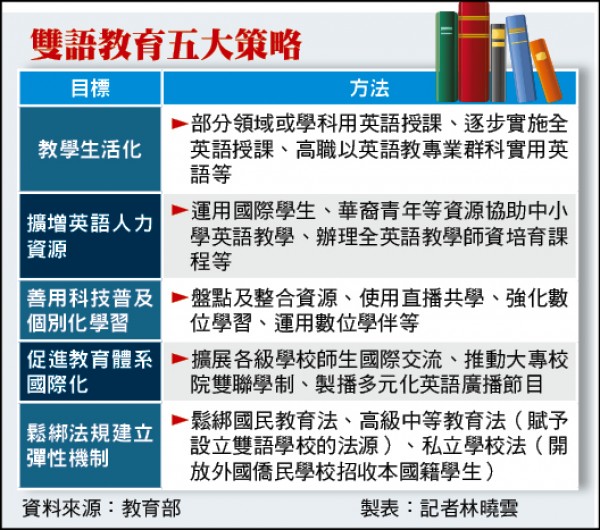 雙語教育五大策略
目標
方法
教學生活化
►部分領域或學科用英語授課、逐步實施全
英語授課、高職以英語教專業群科實用英
語等
擴增英語人力
資源
►運用國際學生、華裔青年等資源協助中小
學英語教學、辦理全英語教學師資培育課
程等
善用科技普及
個別化學習
►盤點及整合資源、使用直播共學、強化數
位學習、運用數位學伴等
促進教育體系
國際化
►擴展各級學校師生國際交流、推動大專校
院雙聯學制、製播多元化英語廣播節目
鬆綁法規建立
彈性機制
►鬆綁國民教育法、高級中等教育法（賦予
設立雙語學校的法源）、私立學校法（開
放外國僑民學校招收本國籍學生）
資料來源：教育部
製表：記者林曉雲